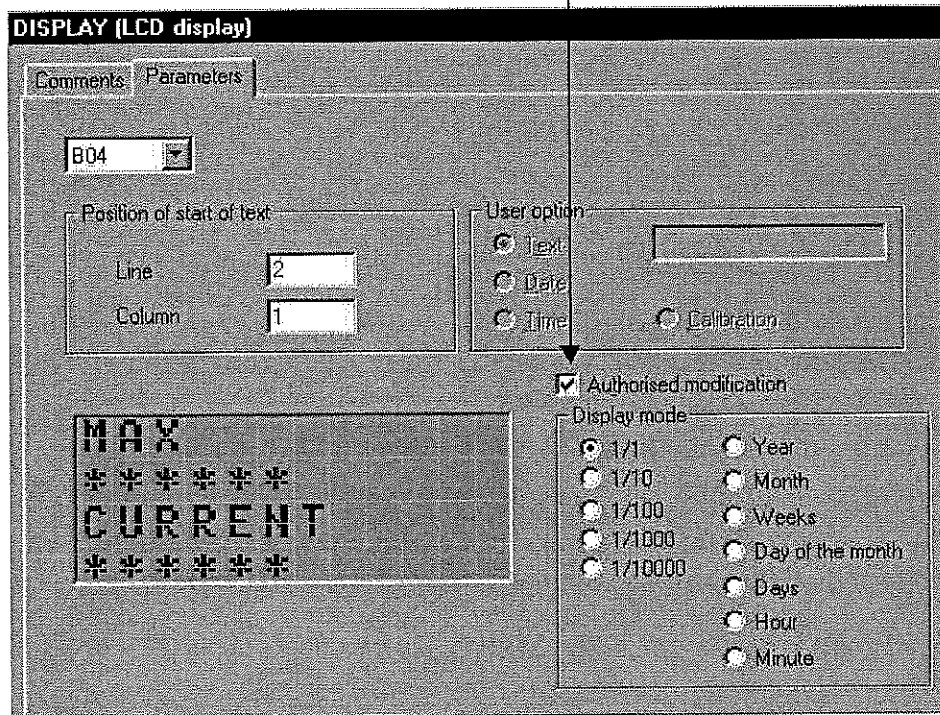 DISPLAY (LCD display)
Comments
Parameters
B04
Position of start of text
Line
2
Column
1
User option
Text
Date
Time
Calibration
Authorised modification
MAX
******
CURRENT
******
Display mode
1/1
1/10
1/100
1/1000
1/10000
Year
Month
Weeks
Day of the month
Days
Hour
Minute